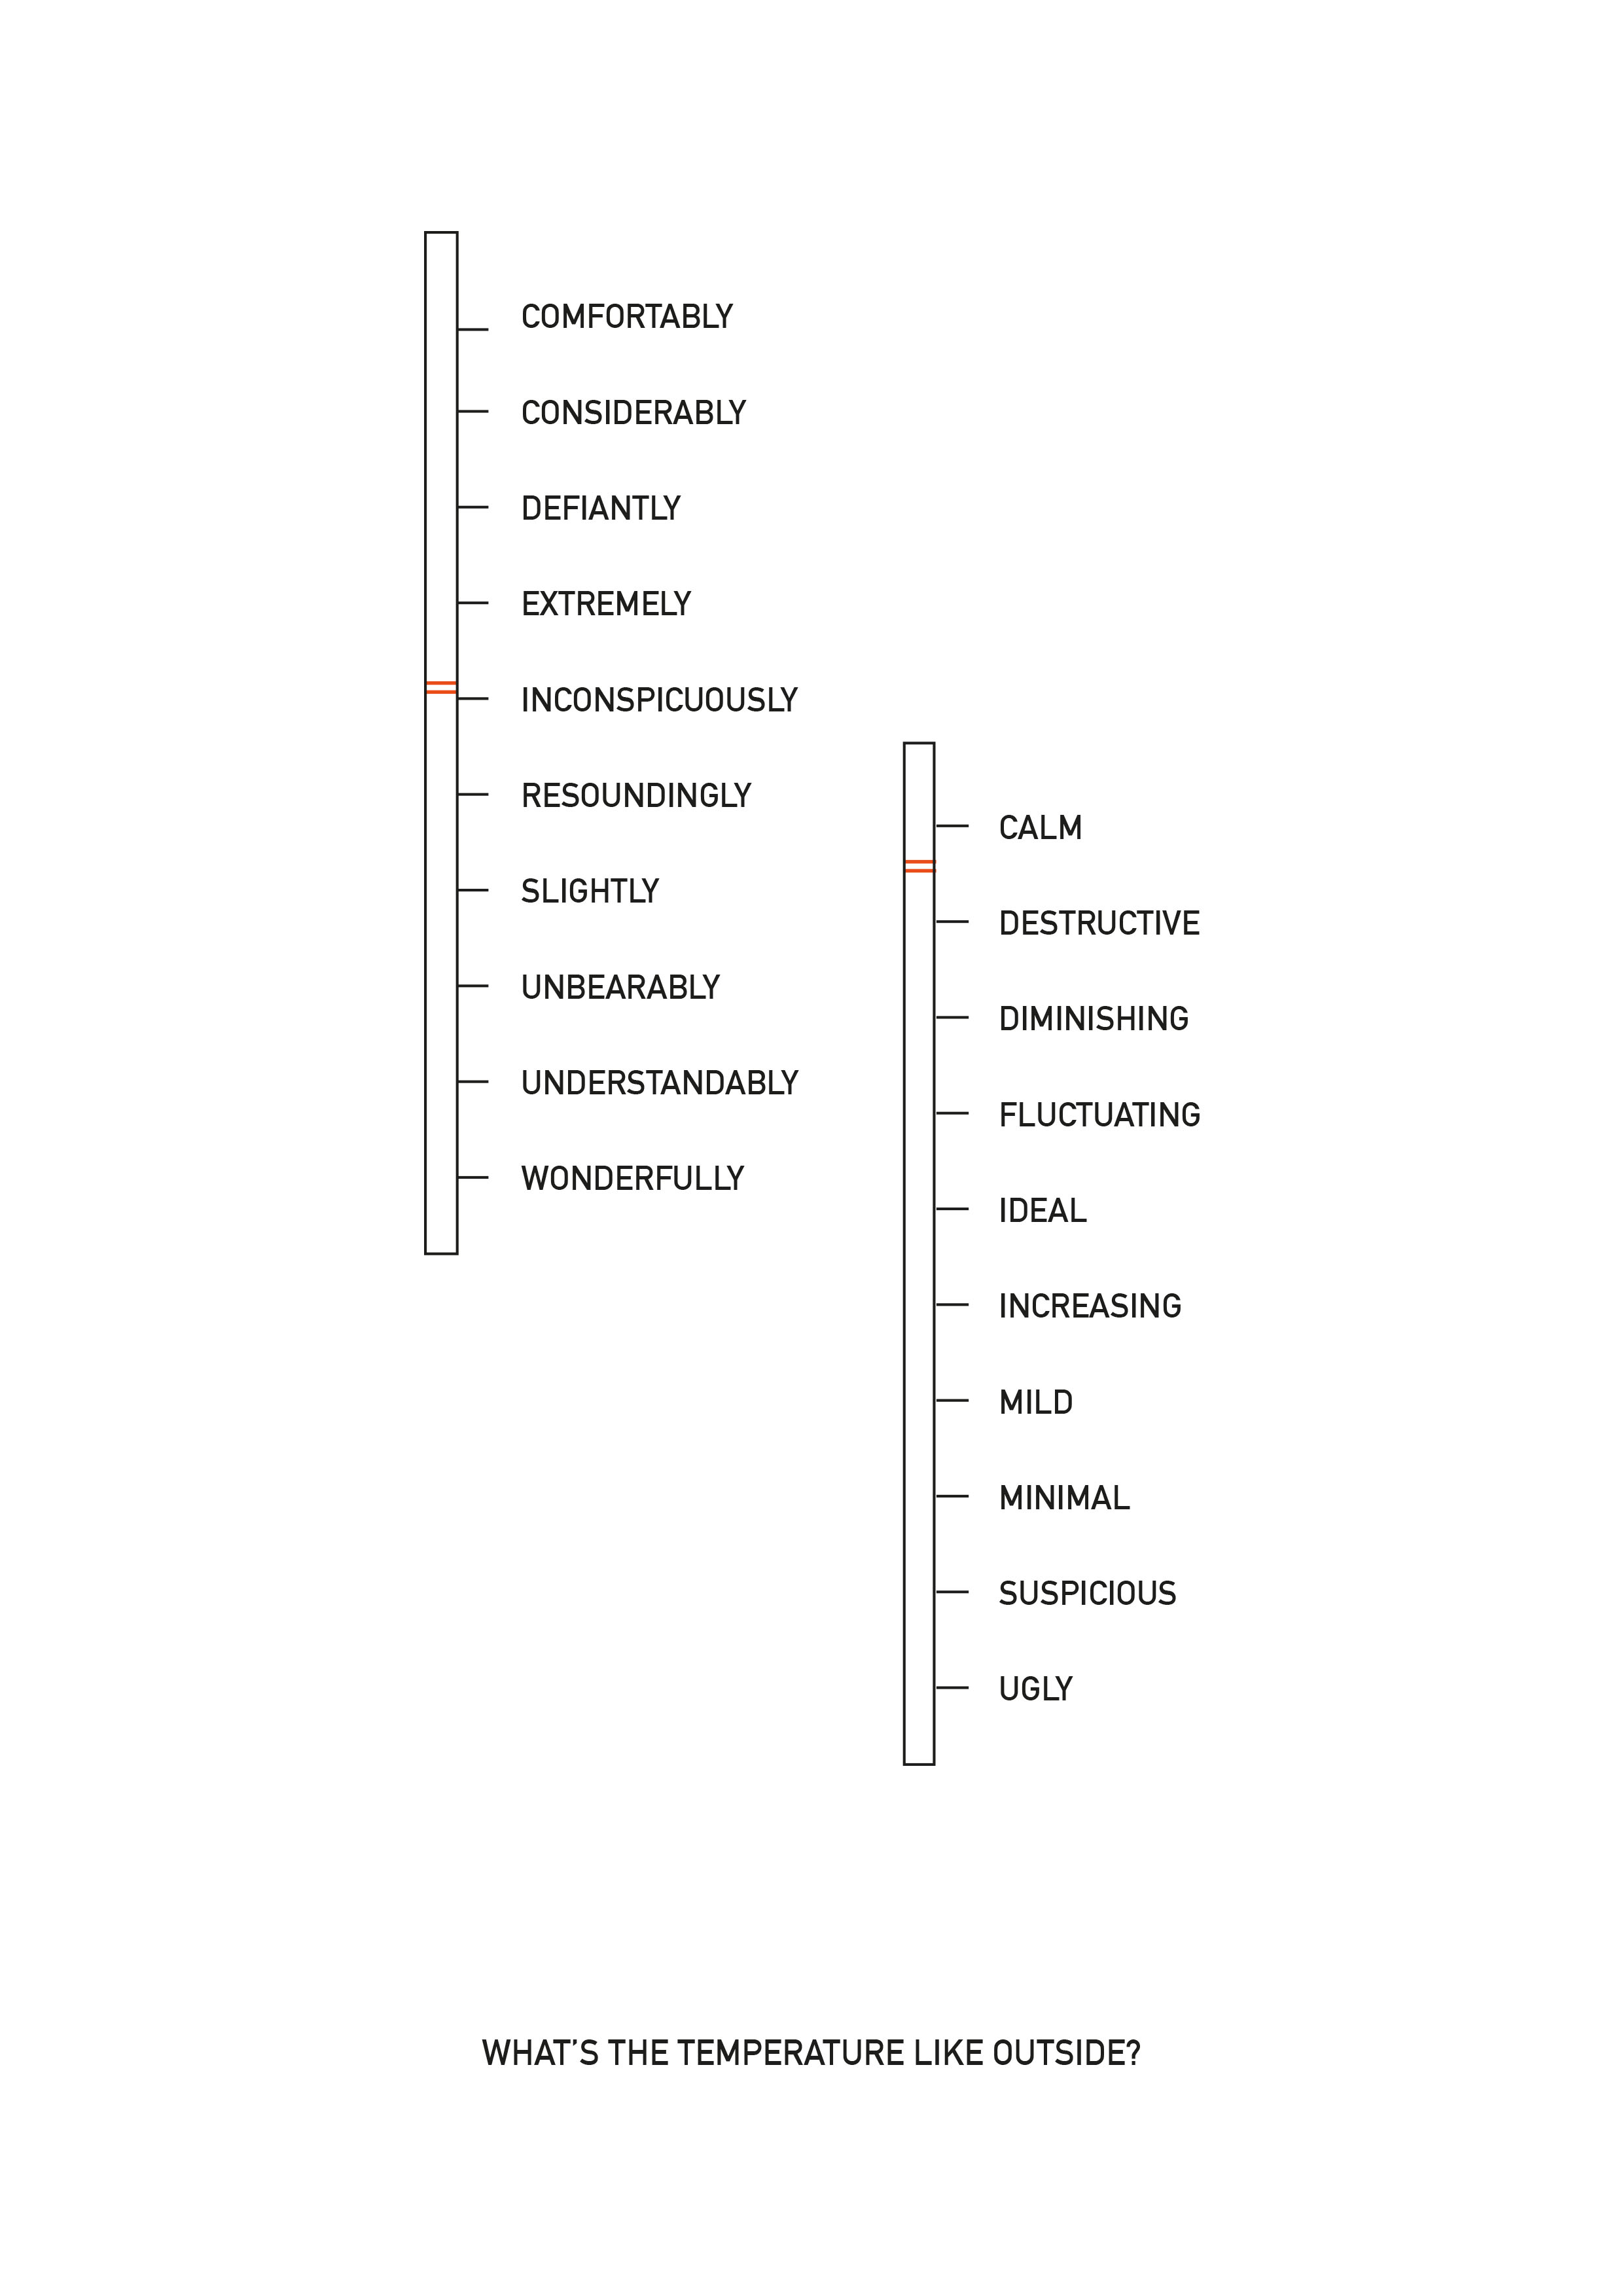 COMFORTABLY
CONSIDERABLY
DEFIANTLY
EXTREMELY
INCONSPICUOUSLY
RESOUNDINGLY
SLIGHTLY
UNBEARABLY
UNDERSTANDABLY
WONDERFULLY
CALM
DESTRUCTIVE
DIMINISHING
FLUCTUATING
IDEAL
INCREASING
MILD
MINIMAL
SUSPICIOUS
UGLY
WHAT’S THE TEMPERATURE LIKE OUTSIDE?